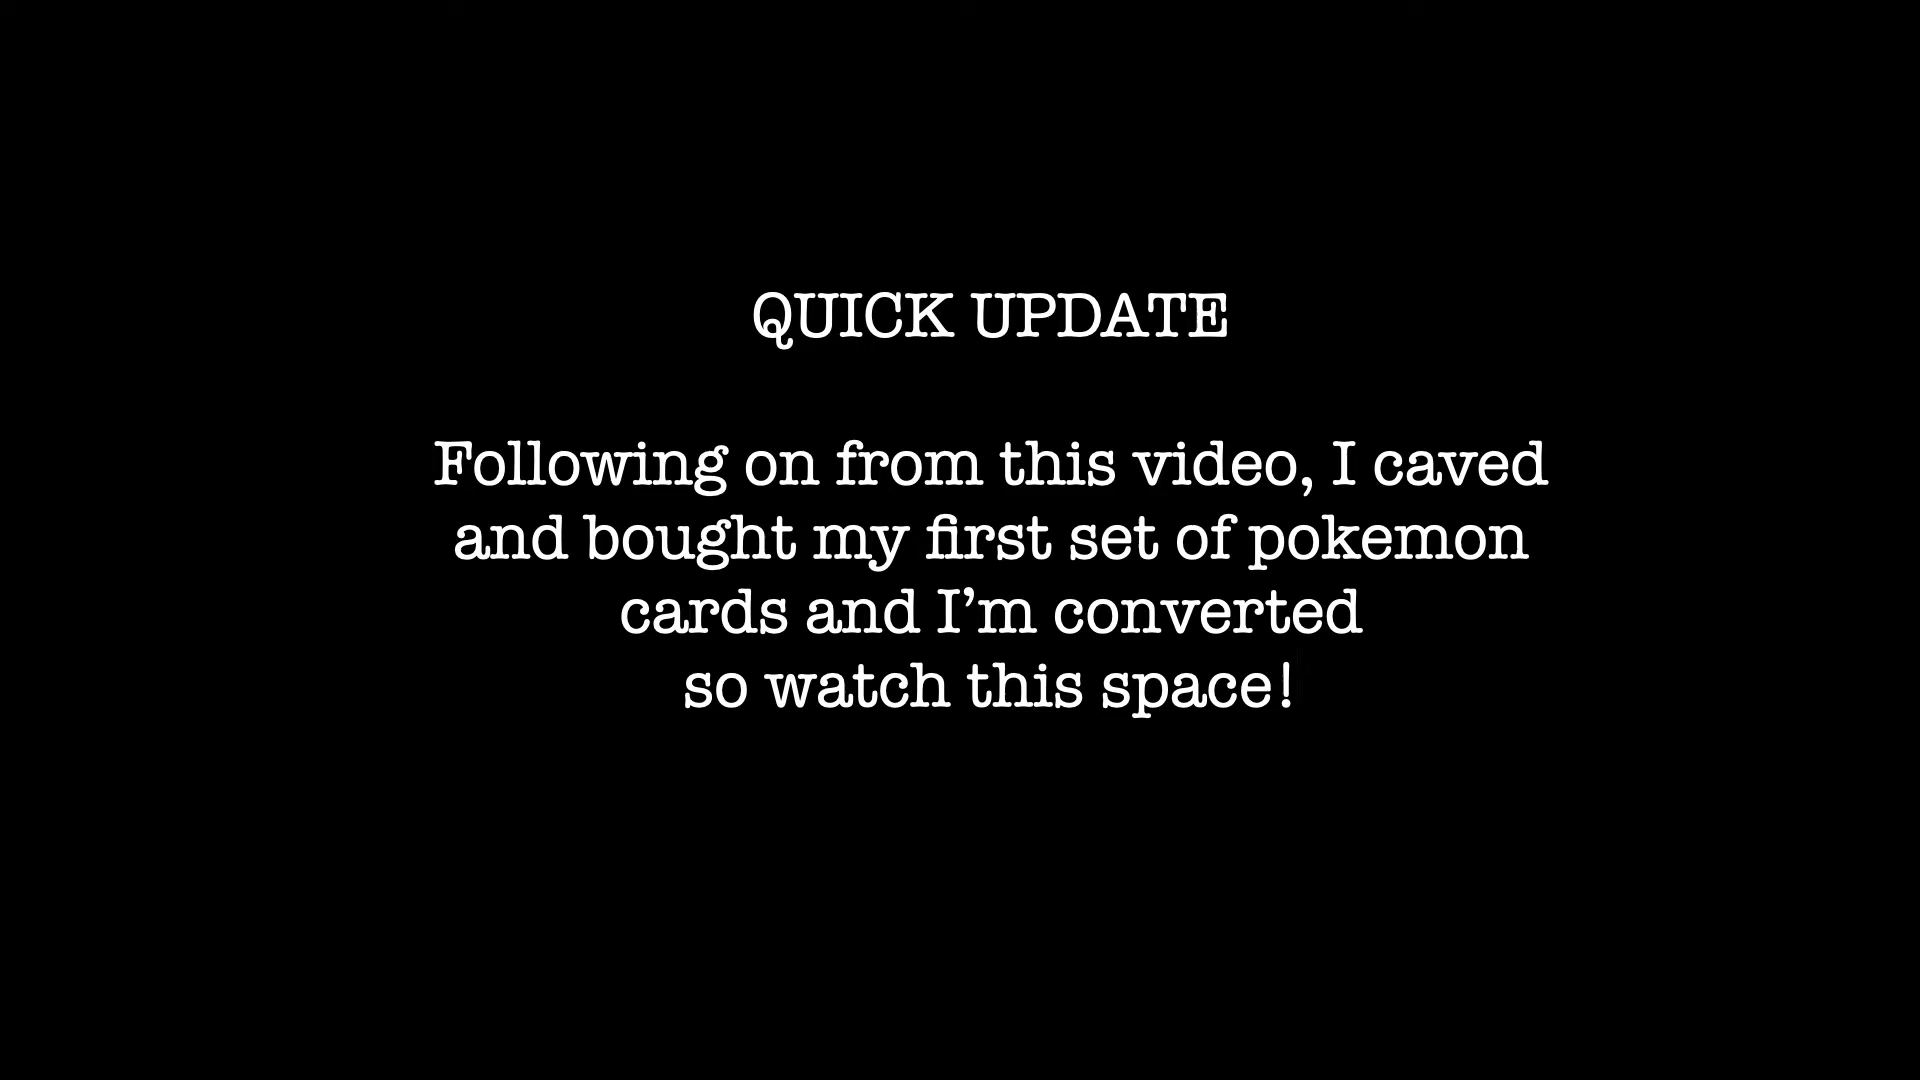 QUICK UPDATE
Following on from this video, I caved
and bought my first set of pokemon
cards and I’m converted
so watch this space!